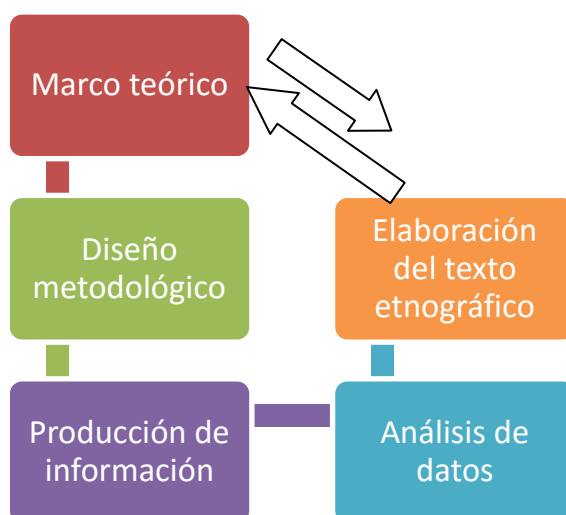 Marco teórico
Diseño
metodológico
Producción de
información
Análisis de
datos
Elaboración
del texto
etnográfico